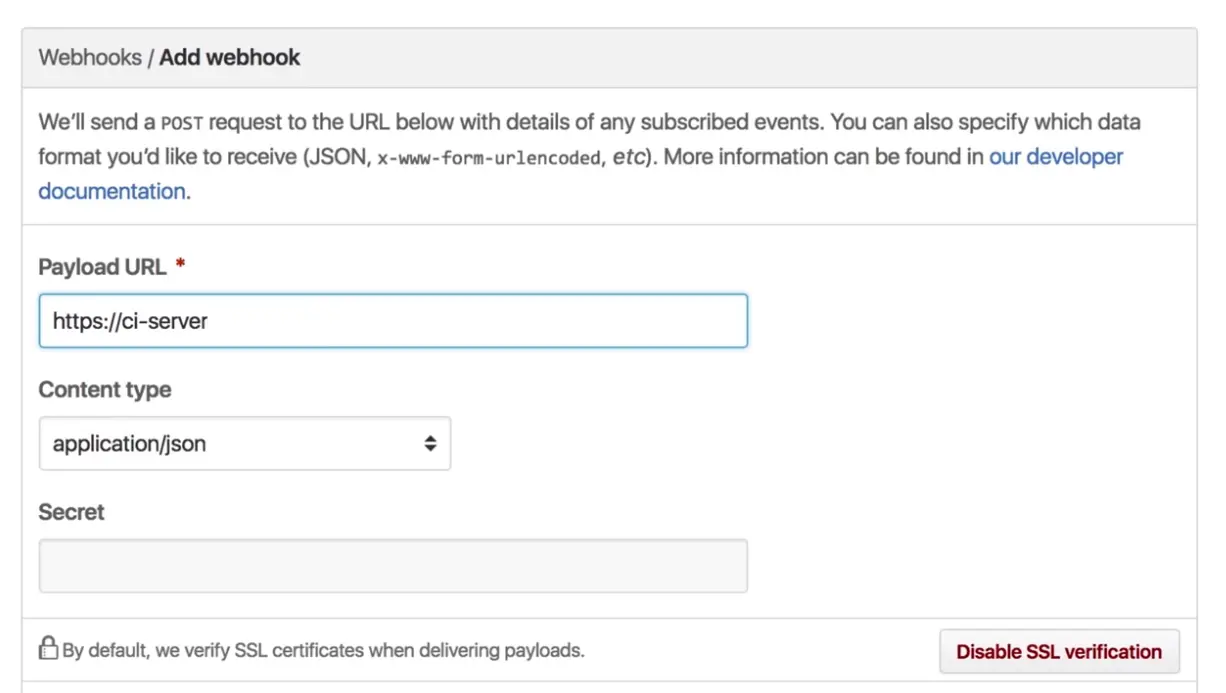 Webhooks / Add webhook
We'll send a POST request to the URL below with details of any subscribed events. You can also specify which data
format you'd like to receive (JSON, x-www-form-urlencoded, etc). More information can be found in our developer
documentation.
Payload URL *
https://ci-server
Content type
application/json
Secret
By default, we verify SSL certificates when delivering payloads.
Disable SSL verification